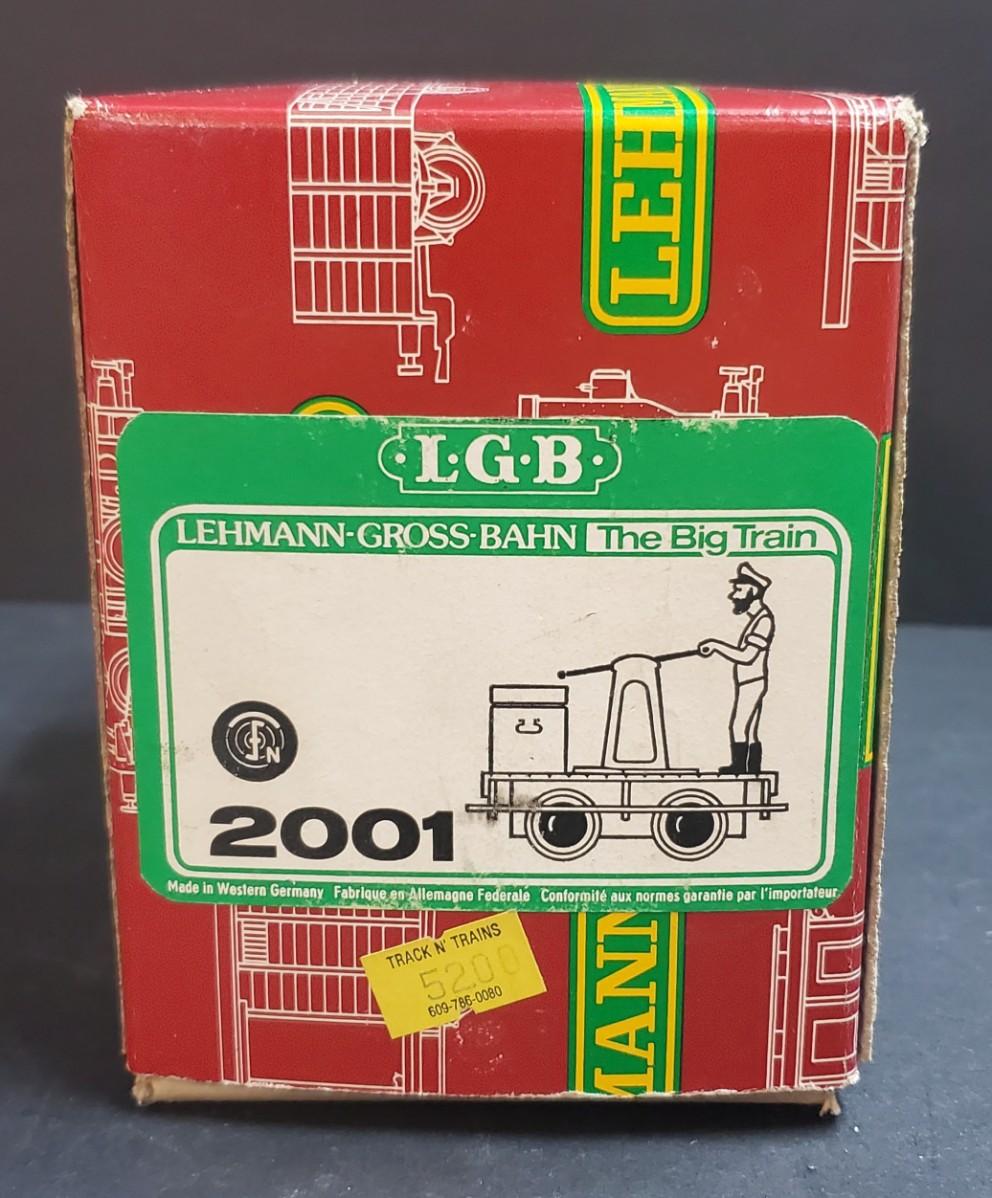 LEH
L·G·B
LEHMANN-GROSS-BAHN The Big Train
2001
Made in Western Germany Fabrique en Allemagne Federale Conformité aux normes garantie par l'importateur
TRACK N' TRAINS
5200
609-786-0080
MANN